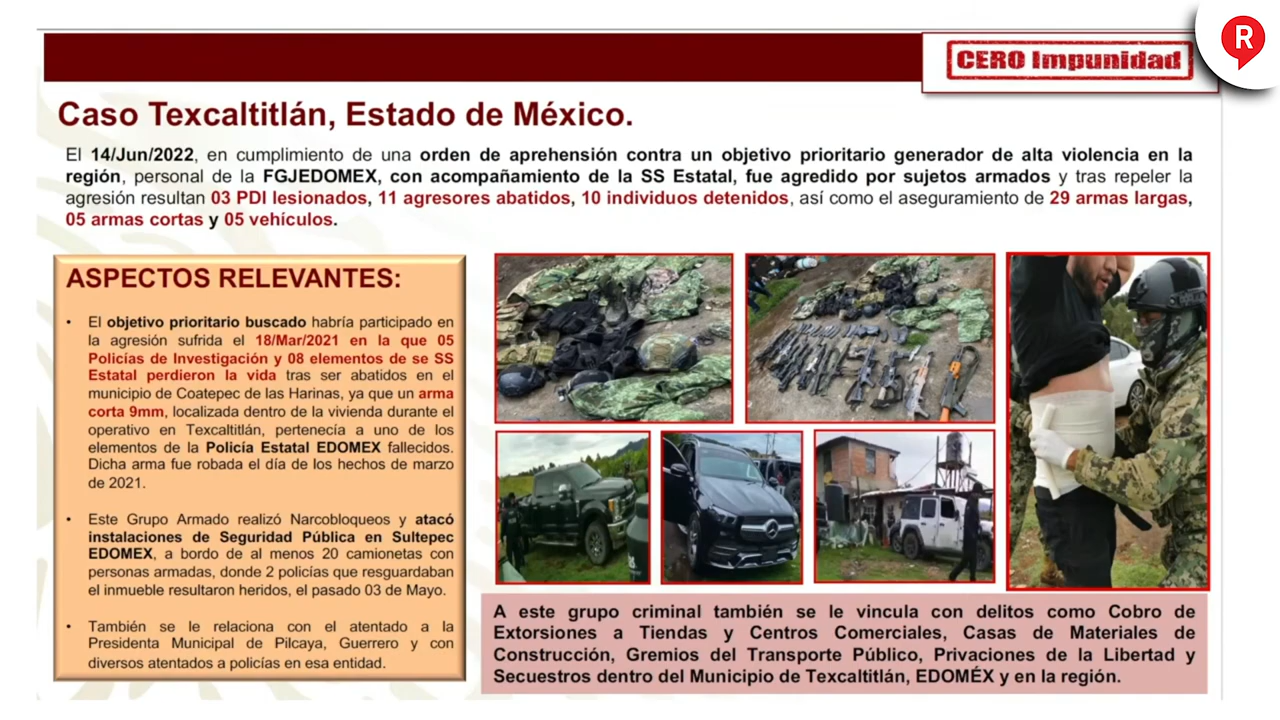 R
CERO Impunidad
Caso Texcaltitlán, Estado de México.
El 14/Jun/2022, en cumplimiento de una orden de aprehensión contra un objetivo prioritario generador de alta violencia en la
región, personal de la FGJEDOMEX, con acompañamiento de la SS Estatal, fue agredido por sujetos armados y tras repeler la
agresión resultan 03 PDI lesionados, 11 agresores abatidos, 10 individuos detenidos, así como el aseguramiento de 29 armas largas,
05 armas cortas y 05 vehículos.
ASPECTOS RELEVANTES:
• El objetivo prioritario buscado habría participado en
la agresión sufrida el 18/Mar/2021 en la que 05
Policías de Investigación y 08 elementos de se SS
Estatal perdieron la vida tras ser abatidos en el
municipio de Coatepec de las Harinas, ya que un arma
corta 9mm, localizada dentro de la vivienda durante el
operativo en Texcaltitlán, pertenecía a uno de los
elementos de la Policía Estatal EDOMEX fallecidos.
Dicha arma fue robada el día de los hechos de marzo
de 2021.
• Este Grupo Armado realizó Narcobloqueos y atacó
instalaciones de Seguridad Pública en Sultepec
EDOMEX, a bordo de al menos 20 camionetas con
personas armadas, donde 2 policías que resguardaban
el inmueble resultaron heridos, el pasado 03 de Mayo.
• También se le relaciona con el atentado a la
Presidenta Municipal de Pilcaya, Guerrero y con
diversos atentados a policías en esa entidad.
A este grupo criminal también se le vincula con delitos como Cobro de
Extorsiones a Tiendas y Centros Comerciales, Casas de Materiales de
Construcción, Gremios del Transporte Público, Privaciones de la Libertad y
Secuestros dentro del Municipio de Texcaltitlán, EDOMÉX y en la región.